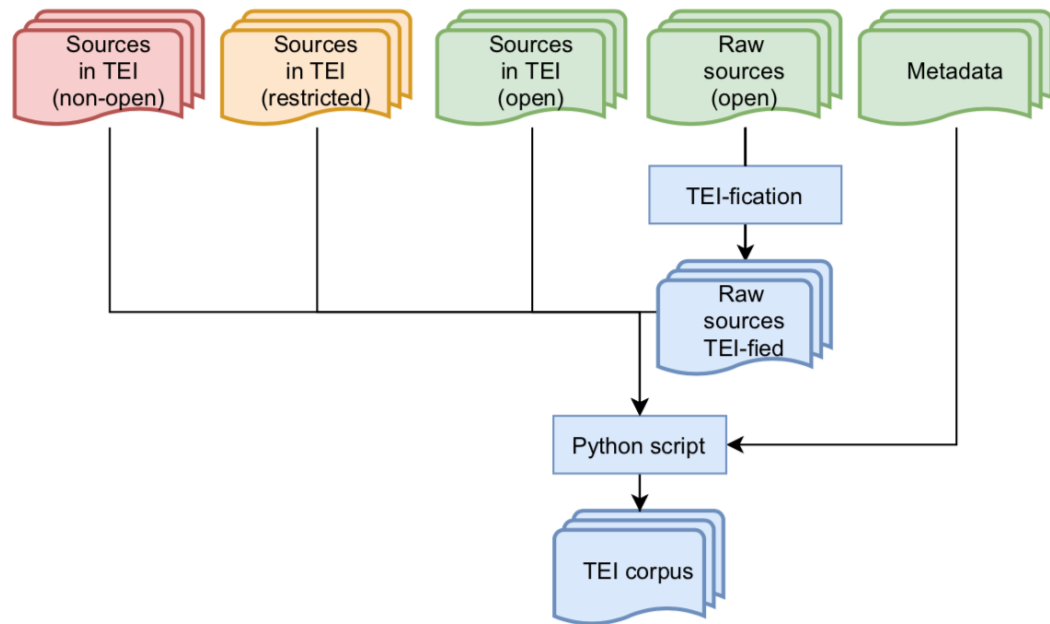 Sources
in TEI
(non-open)
Sources
in TEI
(restricted)
Sources
in TEI
(open)
Raw
sources
(open)
Metadata
TEI-fication
Raw
sources
TEI-fied
Python script
TEI corpus